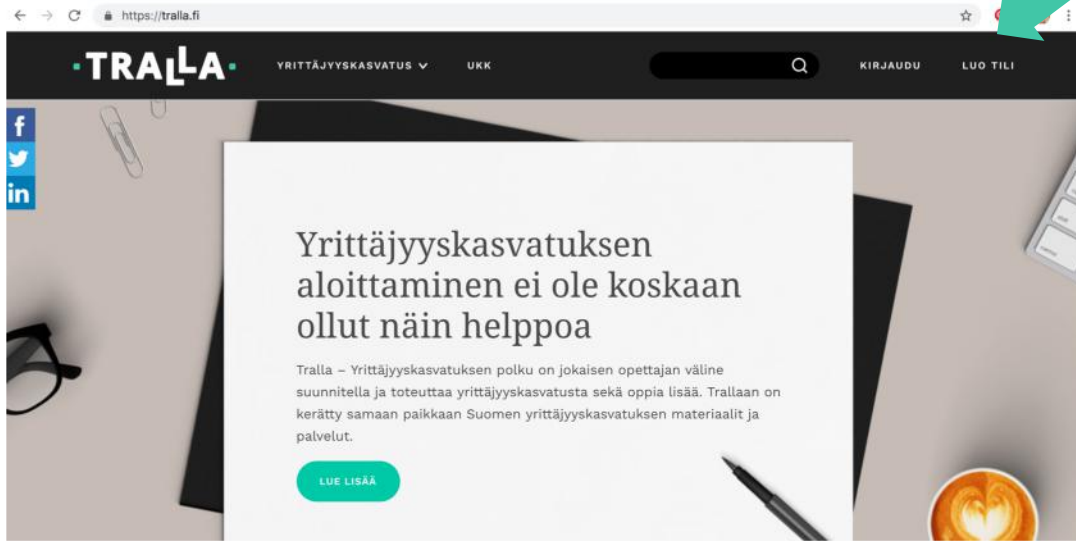 https://tralla.fi
TRALLA
YRITTÄJYYSKASVATUS
UKK
KIRJAUDU
LUO TILI
f
in
Yrittäjyyskasvatuksen
aloittaminen ei ole koskaan
ollut näin helppoa
Tralla – Yrittäjyyskasvatuksen polku on jokaisen opettajan väline
suunnitella ja toteuttaa yrittäjyyskasvatusta sekä oppia lisää. Trallaan on
kerätty samaan paikkaan Suomen yrittäjyyskasvatuksen materiaalit ja
palvelut.
LUE LISÄÄ